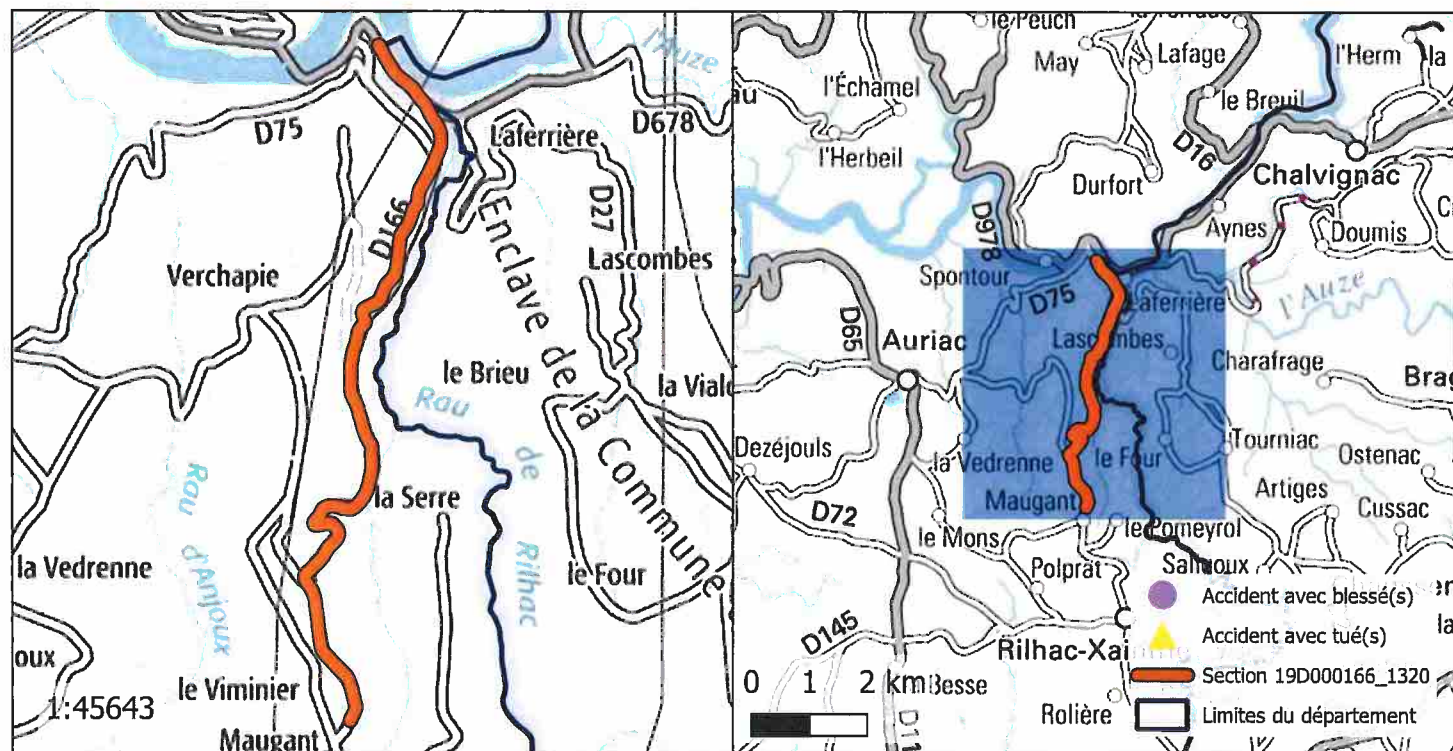 l'Auze
D75
Laferrière
D678
D166
Enclave de la Commune
D27
Verchapie
Lascombes
le Brieu
Rau de Rilhac
la Serre
Rau d'Anjoux
la Vedrenne
le Four
oux
le Viminier
1:45643
Maugant
le Peuch
May
Lafage
l'Herm
la
l'Échamel
au
le Breuil
l'Herbeil
D16
Durfort
Chalvignac
D978
Aynes
Doumis
Spontour
D75
Laferrière
l'Auze
D65
Auriac
Lascombes
Charafrage
Brag
Dezéjouls
la Vedrenne
le Four
Tourniac
Ostenac
Maugant
Artiges
Cussac
D72
le Mons
le Pomeyrol
Polprat
Accident avec blessé(s)
D145
Accident avec tué(s)
Rilhac-Xai
0 1 2 km
Besse
Section 19D000166_1320
Rolière
Limites du département
D11